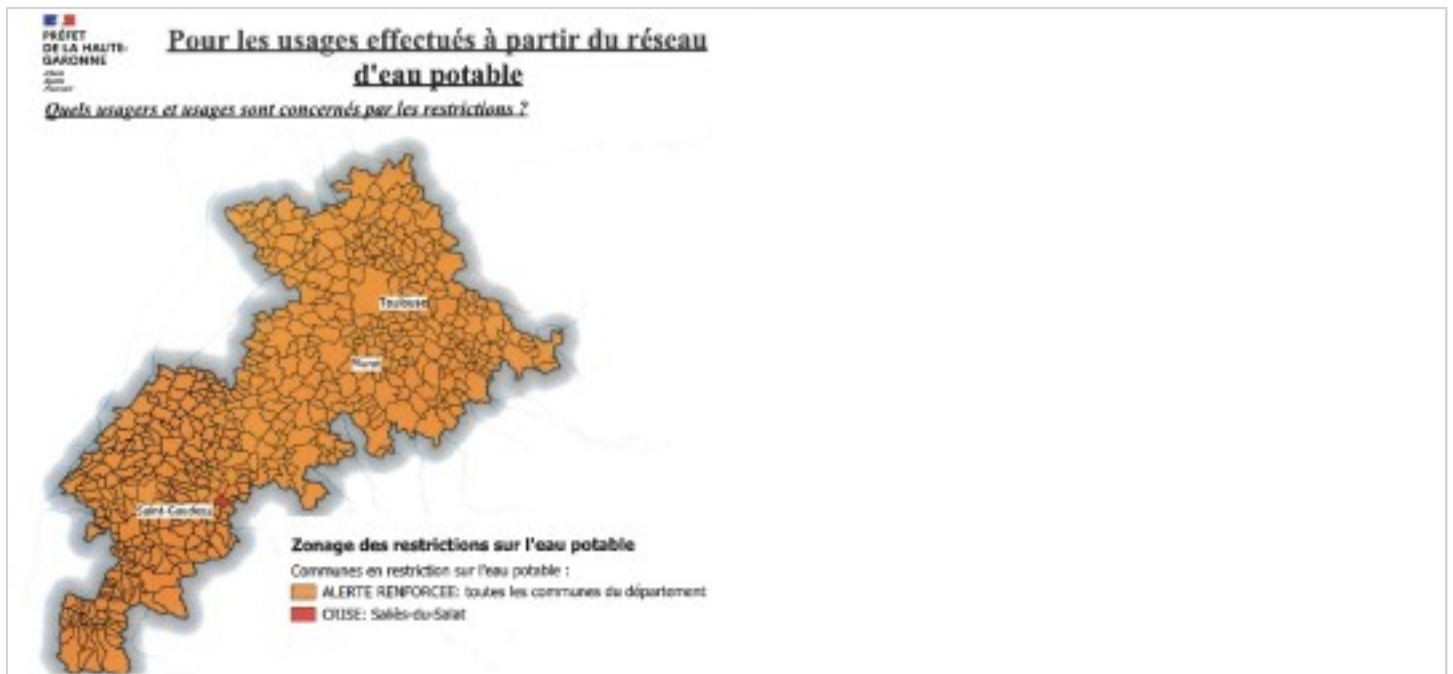 PRÉFET
DE LA HAUTE-
GARONNE
Pour les usages effectués à partir du réseau
d'eau potable
Quels usagers et usages sont concernés par les restrictions ?
Toulouse
Muret
Saint-Gaudens
Zonage des restrictions sur l'eau potable
Communes en restriction sur l'eau potable :
ALERTE RENFORCEE: toutes les communes du département
CRISE: Saliès-du-Salat